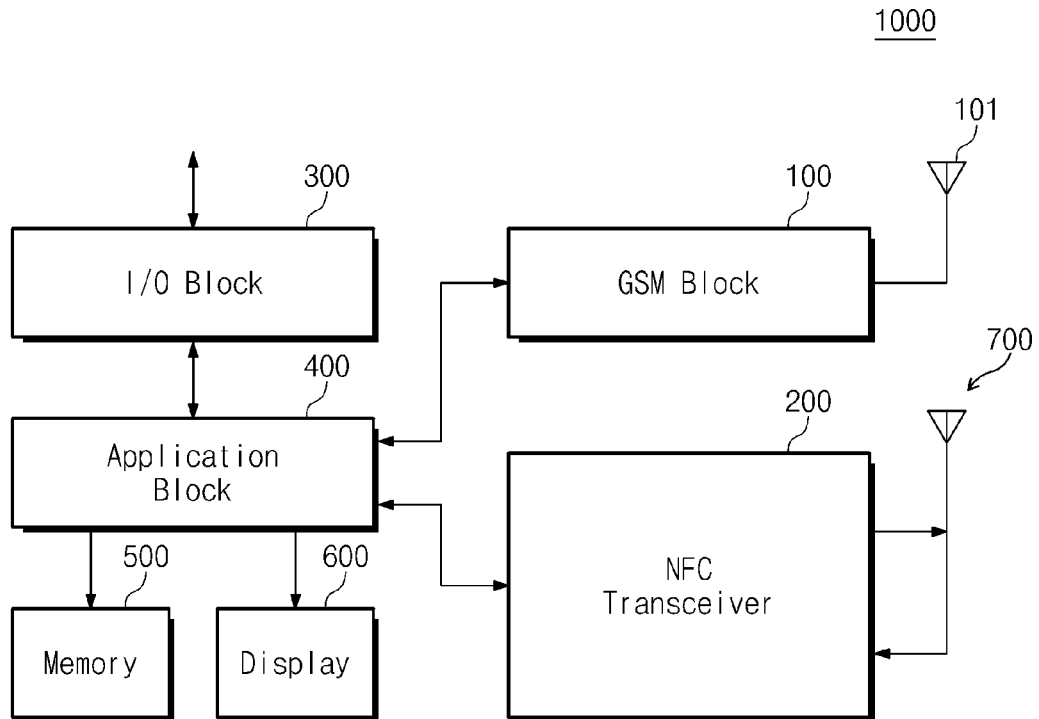 1000
101
300
100
I/O Block
GSM Block
700
400
200
Application
Block
500
600
NFC
Transceiver
Memory
Display